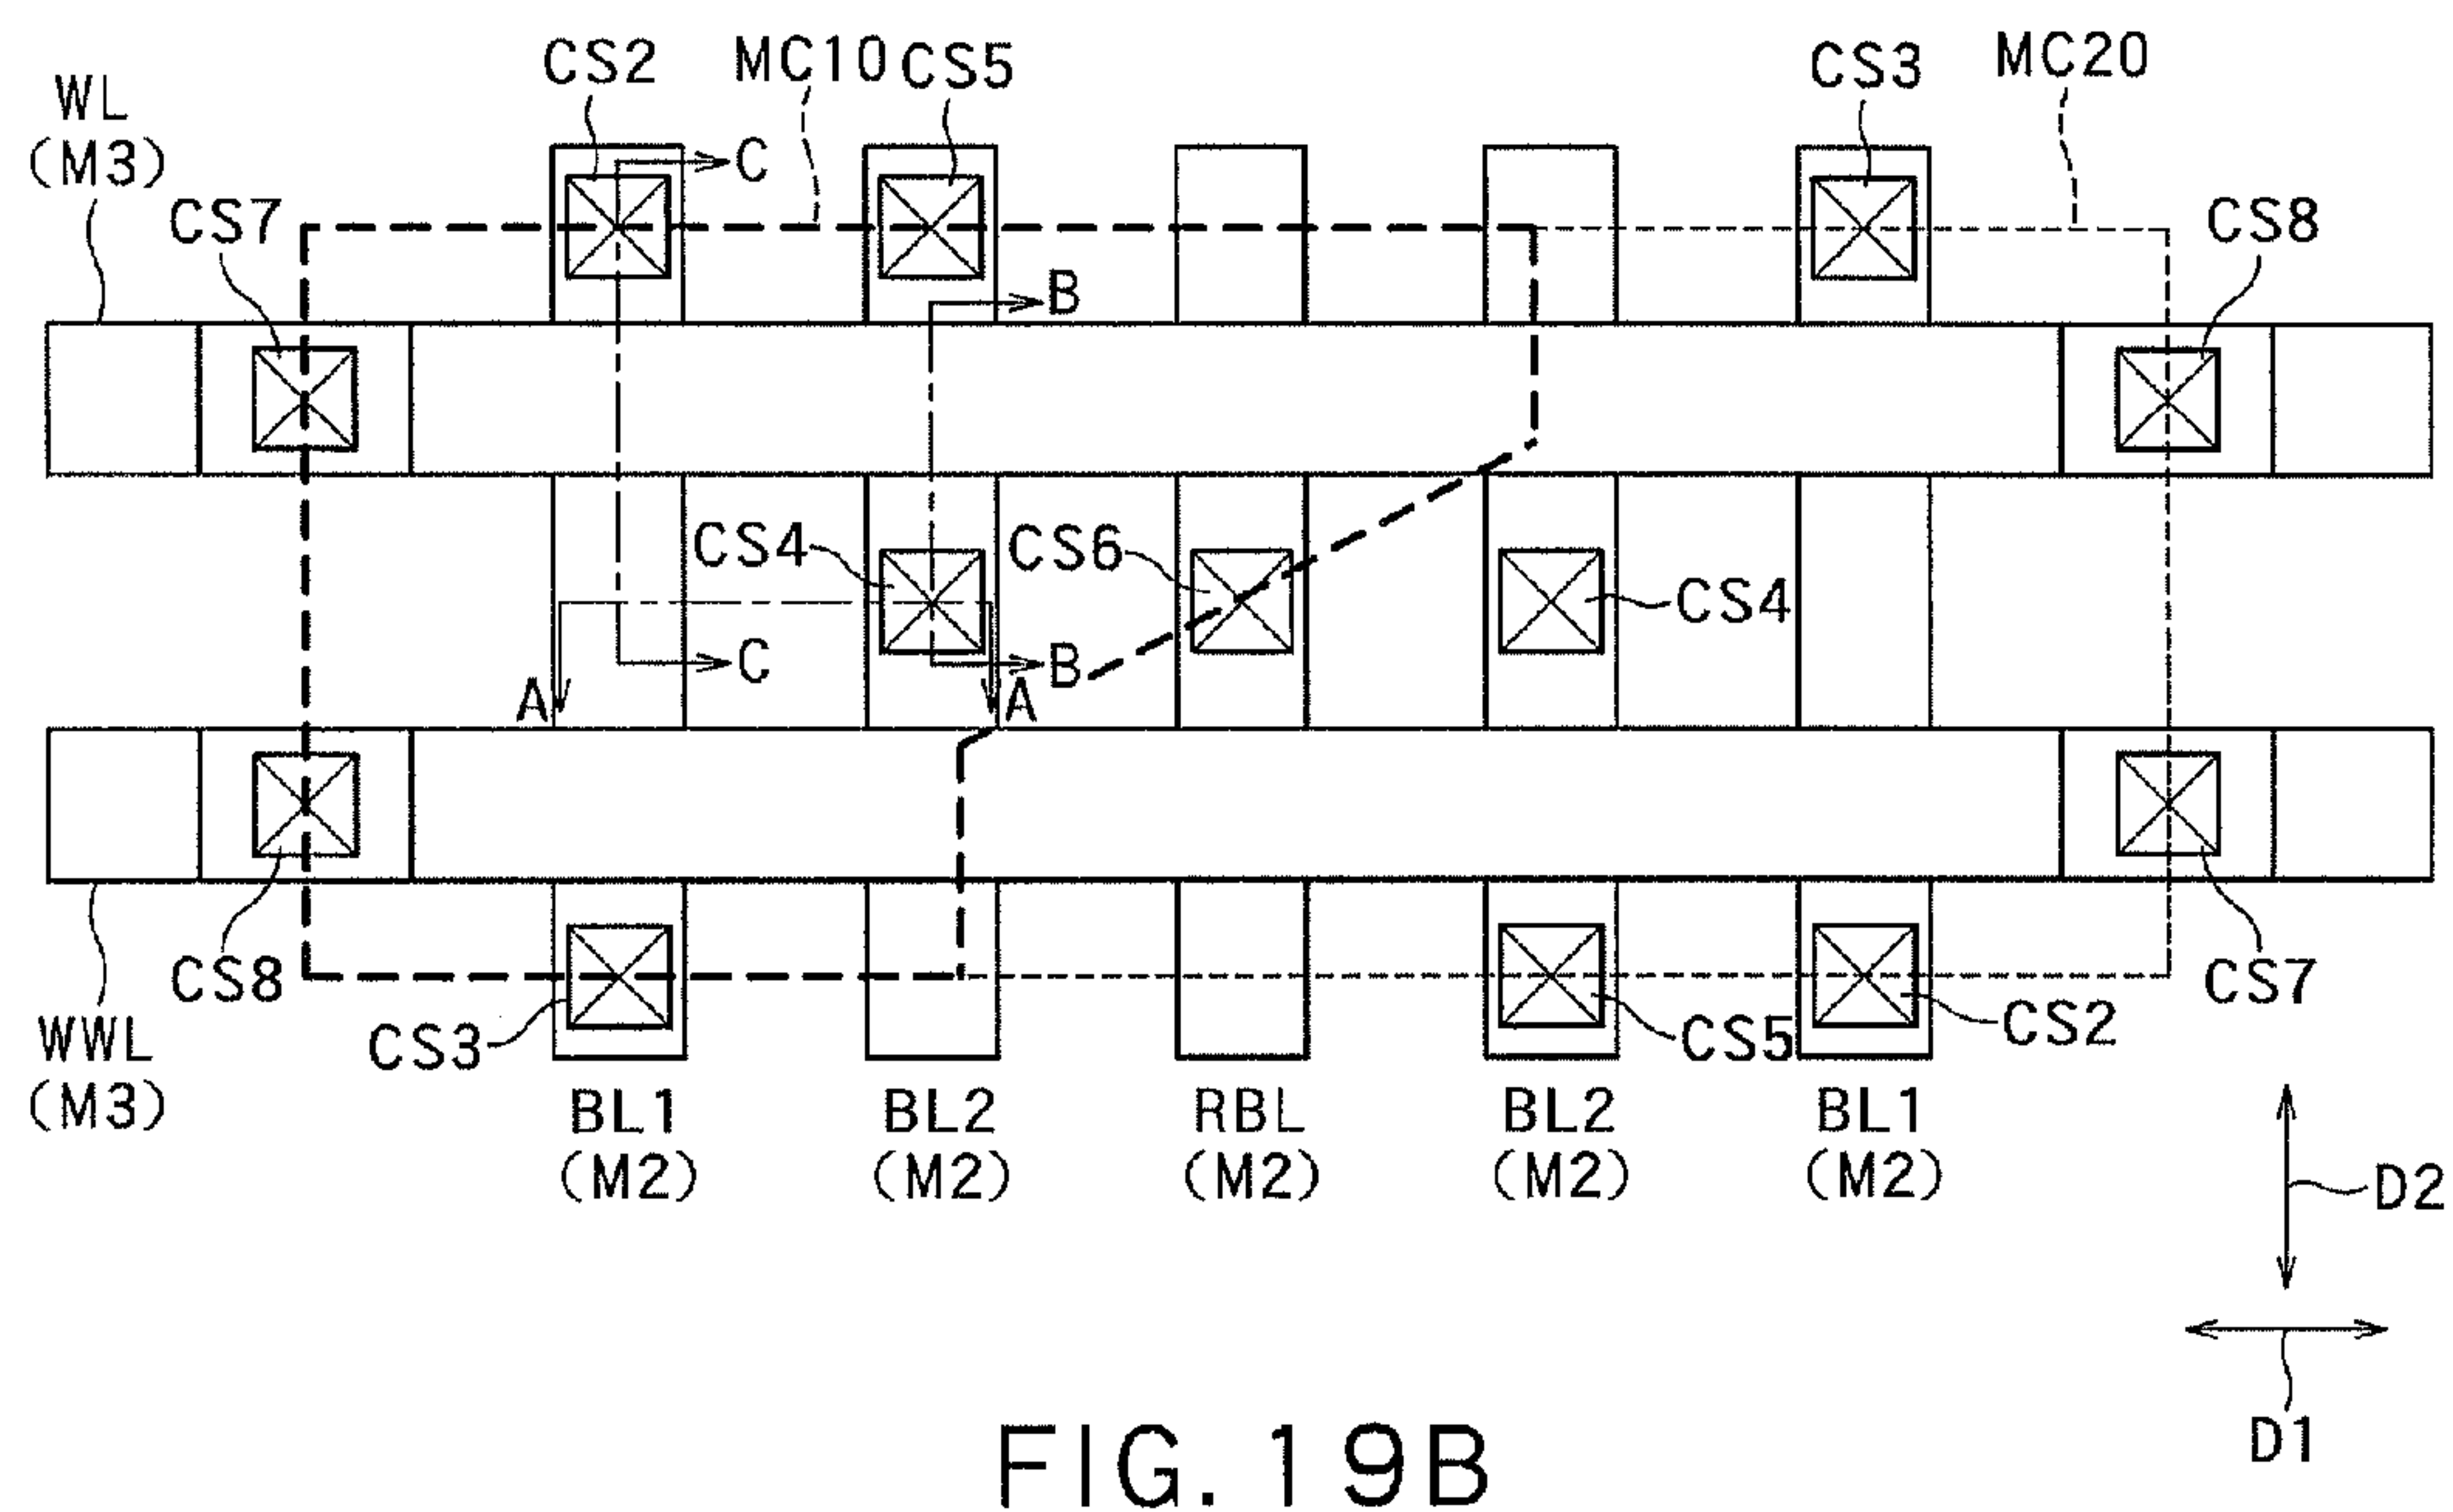 CS2
MC10
CS5
CS3
MC20
WL
(M3)
C
CS7
CS8
B
CS4
CS6
CS4
C
B
A
A
CS8
CS3
CS7
CS5
CS2
WWL
(M3)
BL1
(M2)
BL2
(M2)
RBL
(M2)
BL2
(M2)
BL1
(M2)
D2
D1
FIG. 19B